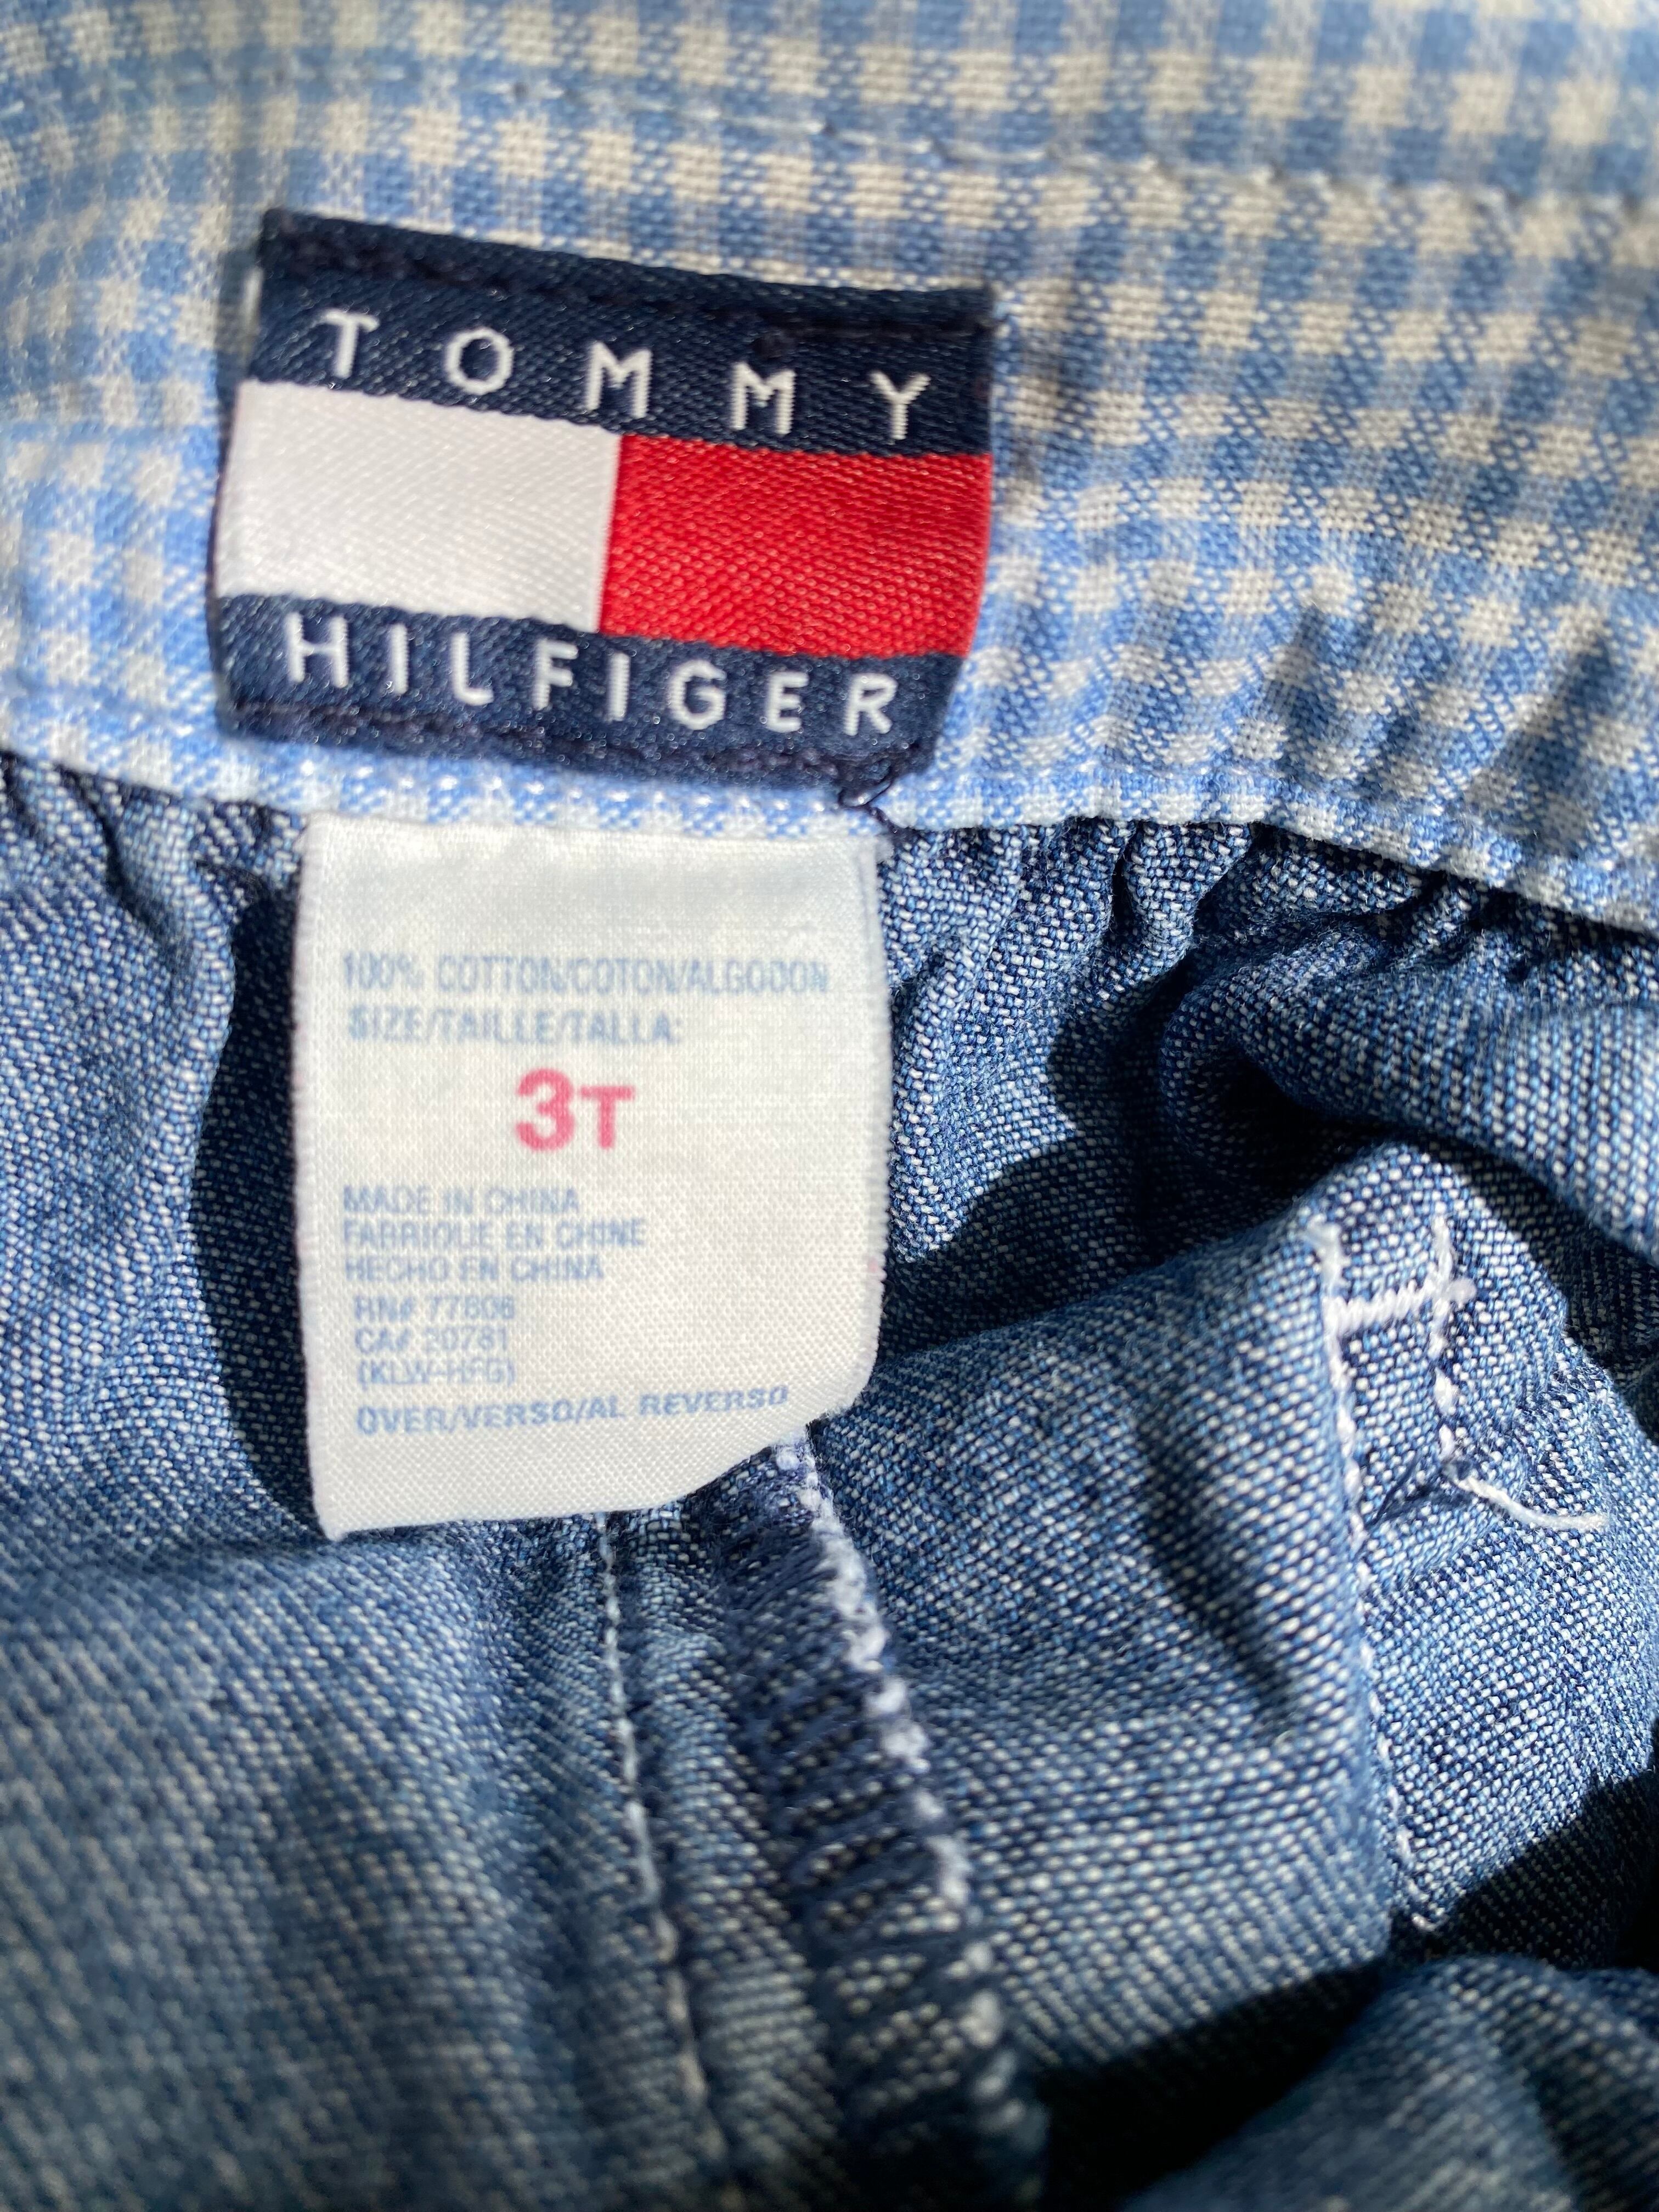 TOMMY
HILFIGER
100% COTTON/COTON/ALGODON
SIZE/TAILLE/TALLA:
3T
MADE IN CHINA
FABRIQUE EN CHINE
HECHO EN CHINA
RN# 77806
CA# 20781
(KLW-HFG)
OVER/VERSO/AL REVERSO